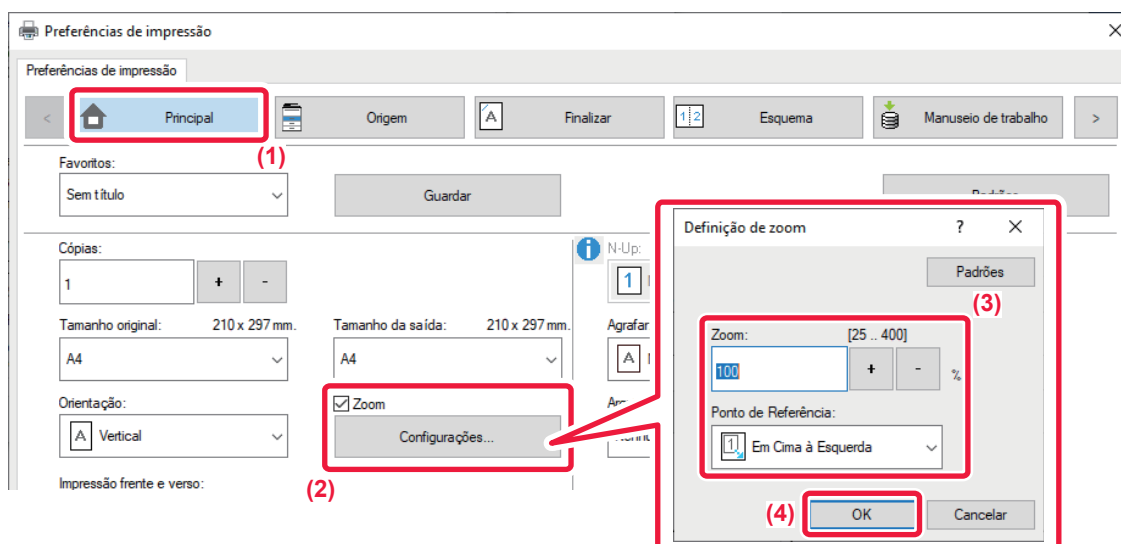 Preferências de impressão
Preferências de impressão
< Principal Origem Finalizar Esquema Manuseio de trabalho >
(1)
Favoritos:
Sem título Guardar
Cópias: N-Up:
1 + -
Tamanho original: 210 x 297 mm. Tamanho da saída: 210 x 297 mm. Agrafar
A4 A4
Orientação: Zoom
Vertical Configurações...
(2)
Impressão frente e verso:
Definição de zoom ? ×
Padrões
(3)
Zoom: [25 .. 400]
100 + - %
Ponto de Referência:
Em Cima à Esquerda
(4) OK Cancelar